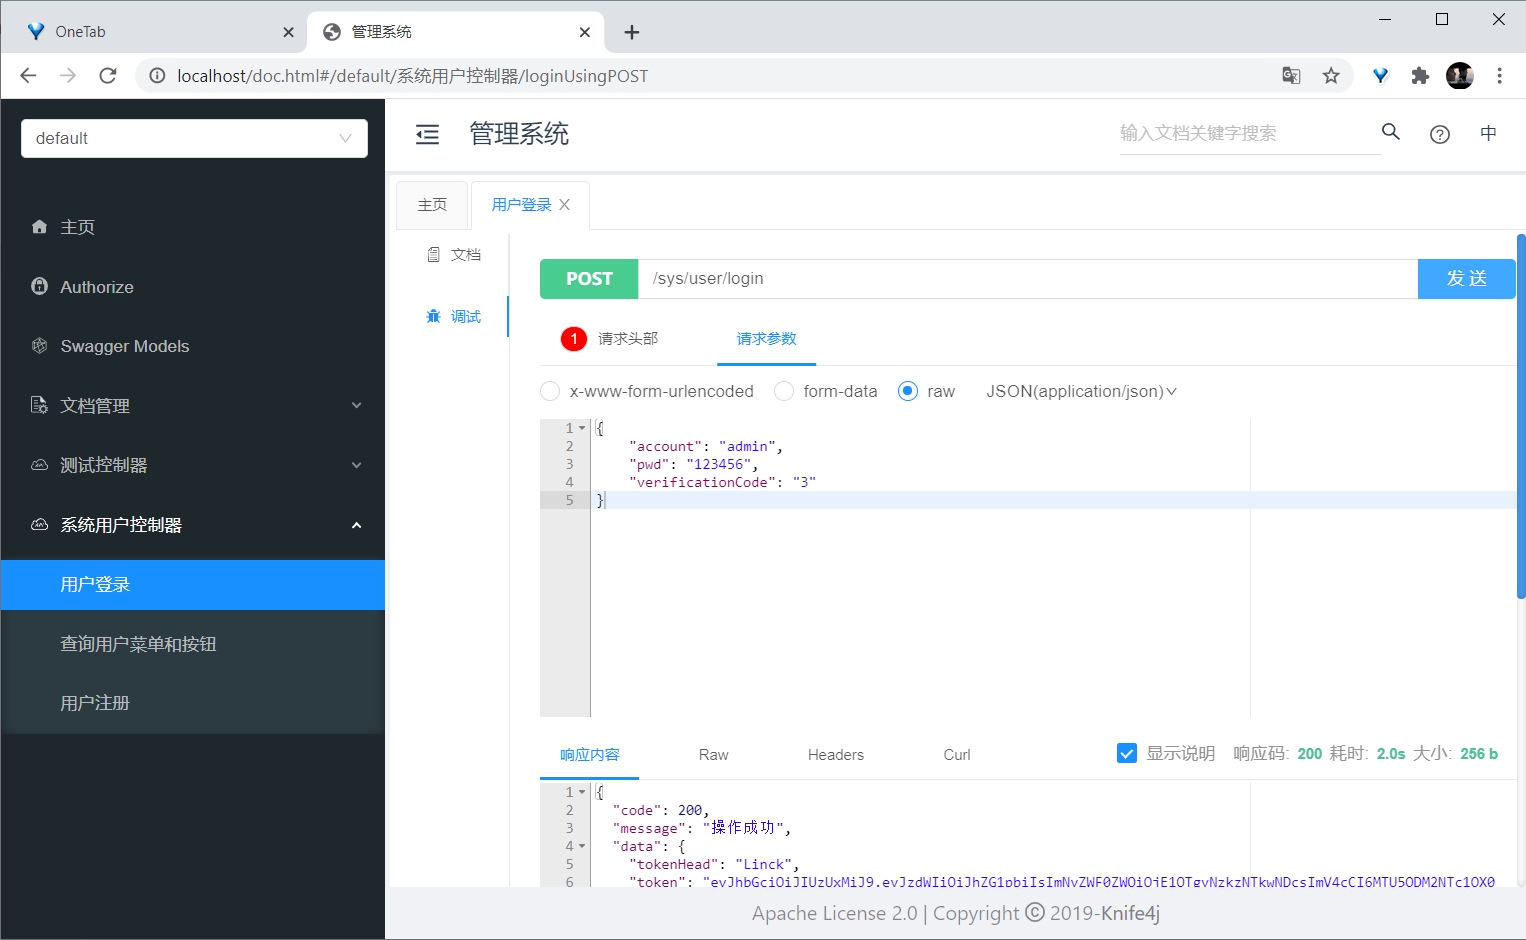 OneTab
管理系统
localhost/doc.html#/default/系统用户控制器/loginUsingPOST
default
管理系统
输入文档关键字搜索
中
主页
Authorize
Swagger Models
文档管理
测试控制器
系统用户控制器
用户登录
查询用户菜单和按钮
用户注册
主页
用户登录
文档
调试
POST
/sys/user/login
发 送
1 请求头部
请求参数
x-www-form-urlencoded
form-data
raw
JSON(application/json)
1 {
2 "account": "admin",
3 "pwd": "123456",
4 "verificationCode": "3"
5 }
响应内容
Raw
Headers
Curl
显示说明 响应码: 200 耗时: 2.0s 大小: 256 b
1 {
2 "code": 200,
3 "message": "操作成功",
4 "data": {
5 "tokenHead": "Linck",
6 "token":
Apache License 2.0 | Copyright © 2019-Knife4j